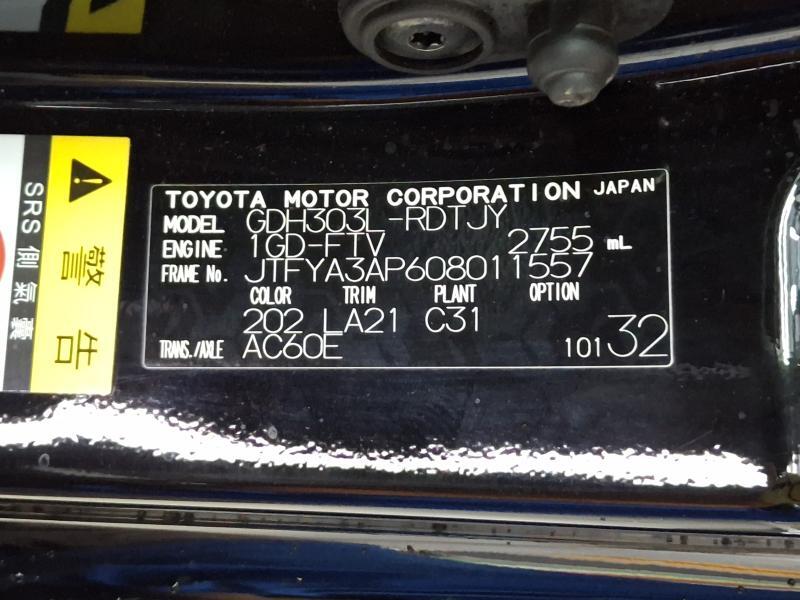 TOYOTA MOTOR CORPORATION JAPAN
MODEL GDH303L-RDTJY
ENGINE 1GD-FTV 2755 mL
FRAME No. JTFYA3AP608011557
COLOR TRIM PLANT OPTION
202 LA21 C31
TRANS./AXLE AC60E 101 32
警告
SRS 側氣囊